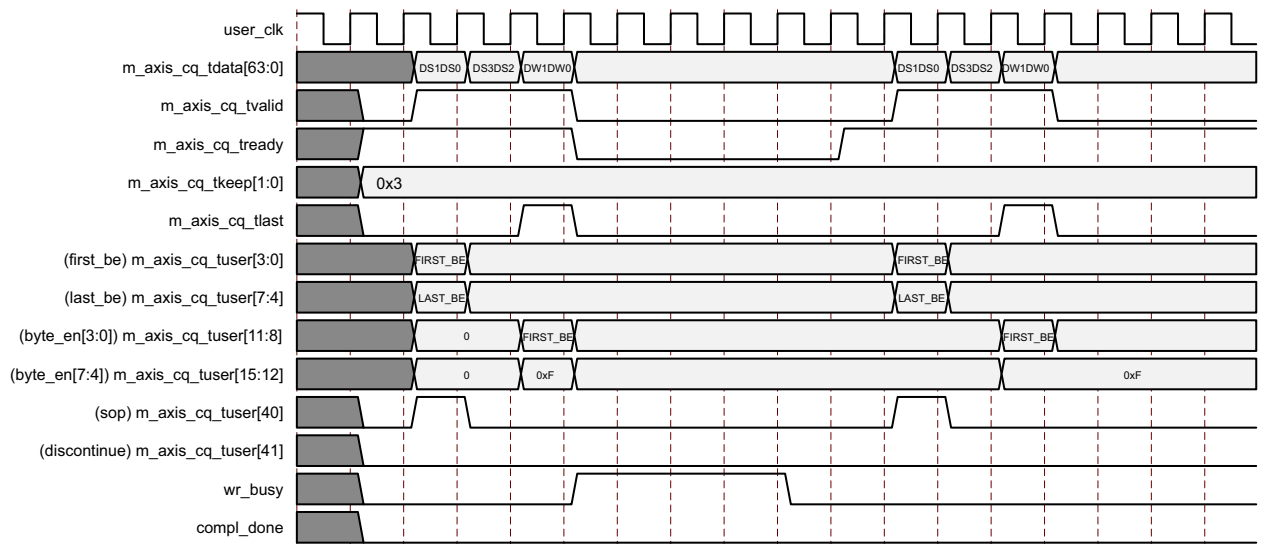 user_clk
m_axis_cq_tdata[63:0] DS1DS0 DS3DS2 DW1DW0 DS1DS0 DS3DS2 DW1DW0
m_axis_cq_tvalid
m_axis_cq_tready
m_axis_cq_tkeep[1:0] 0x3
m_axis_cq_tlast
(first_be) m_axis_cq_tuser[3:0] FIRST_BE FIRST_BE
(last_be) m_axis_cq_tuser[7:4] LAST_BE LAST_BE
(byte_en[3:0]) m_axis_cq_tuser[11:8] 0 FIRST_BE FIRST_BE
(byte_en[7:4]) m_axis_cq_tuser[15:12] 0 0xF 0xF
(sop) m_axis_cq_tuser[40]
(discontinue) m_axis_cq_tuser[41]
wr_busy
compl_done